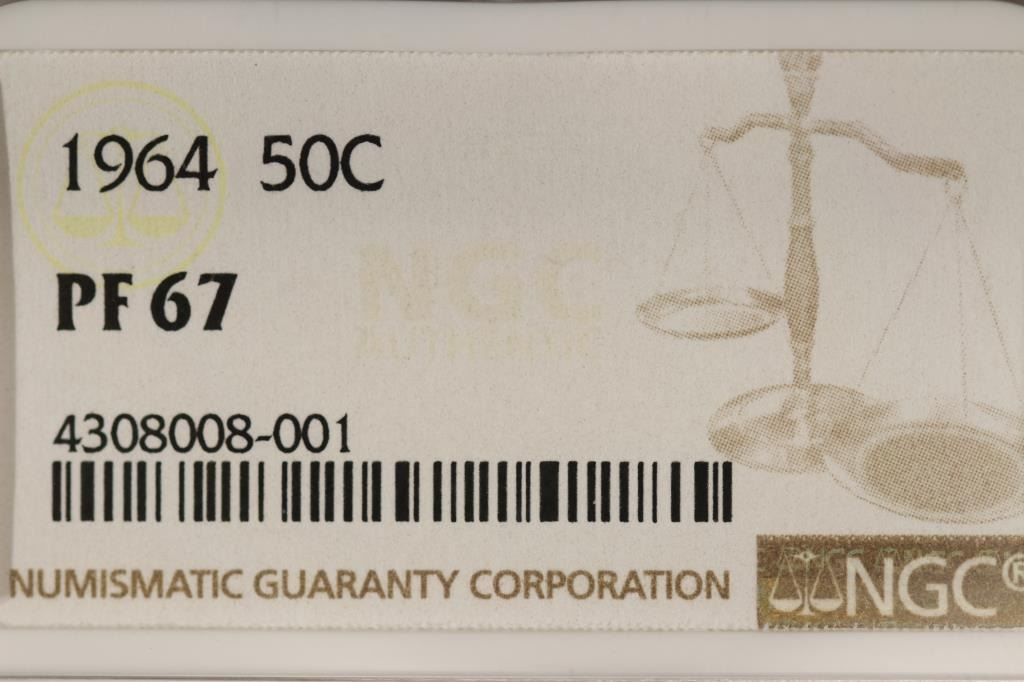 1964 50C
PF 67
NGC
AUTHENTIC
4308008-001
NUMISMATIC GUARANTY CORPORATION
NGC®